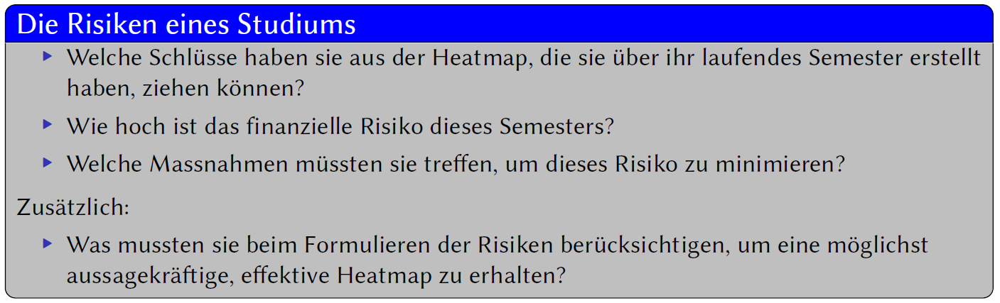 Die Risiken eines Studiums
▶ Welche Schlüsse haben sie aus der Heatmap, die sie über ihr laufendes Semester erstellt
haben, ziehen können?
▶ Wie hoch ist das finanzielle Risiko dieses Semesters?
▶ Welche Massnahmen müssten sie treffen, um dieses Risiko zu minimieren?
Zusätzlich:
▶ Was mussten sie beim Formulieren der Risiken berücksichtigen, um eine möglichst
aussagekräftige, effektive Heatmap zu erhalten?